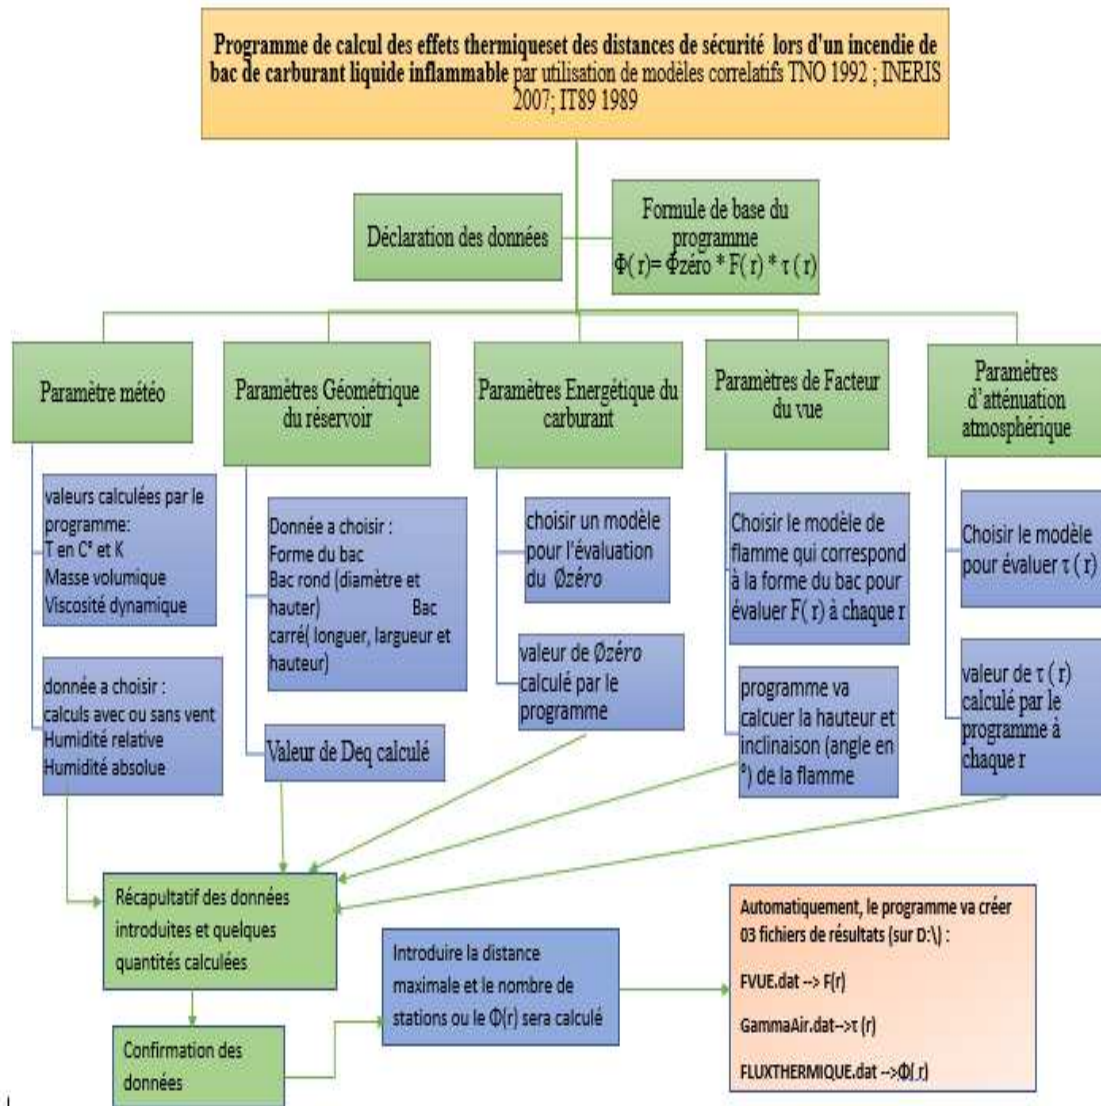 Programme de calcul des effets thermiqueset des distances de sécurité lors d'un incendie de
bac de carburant liquide inflammable par utilisation de modèles correlatifs TNO 1992 ; INERIS
2007; IT89 1989
Déclaration des données
Formule de base du
programme
Φ( r)= Φzéro * F( r) * τ ( r)
Paramètre météo
Paramètres Géométrique
du réservoir
Paramètres Energétique du
carburant
Paramètres de Facteur
du vue
Paramètres
d'atténuation
atmosphérique
valeurs calculées par le
programme:
T en C° et K
Masse volumique
Viscosité dynamique
donnée a choisir :
calculs avec ou sans vent
Humidité relative
Humidité absolue
Donnée a choisir :
Forme du bac
Bac rond (diamètre et
hauter) Bac
carré( longuer, largueur et
hauteur)
Valeur de Deq calculé
choisir un modèle
pour l'évaluation
du Øzéro
valeur de Øzéro
calculé par le
programme
Choisir le modèle de
flamme qui correspond
à la forme du bac pour
évaluer F( r) à chaque r
programme va
calcuer la hauteur et
inclinaison (angle en
°) de la flamme
Choisir le modèle
pour évaluer τ ( r)
valeur de τ ( r)
calculé par le
programme à
chaque r
Récapultatif des données
introduites et quelques
quantités calculées
Confirmation des
données
Introduire la distance
maximale et le nombre de
stations ou le Φ(r) sera calculé
Automatiquement, le programme va créer
03 fichiers de résultats (sur D:\) :
FVUE.dat --> F(r)
GammaAir.dat-->τ (r)
FLUXTHERMIQUE.dat -->Φ( r)